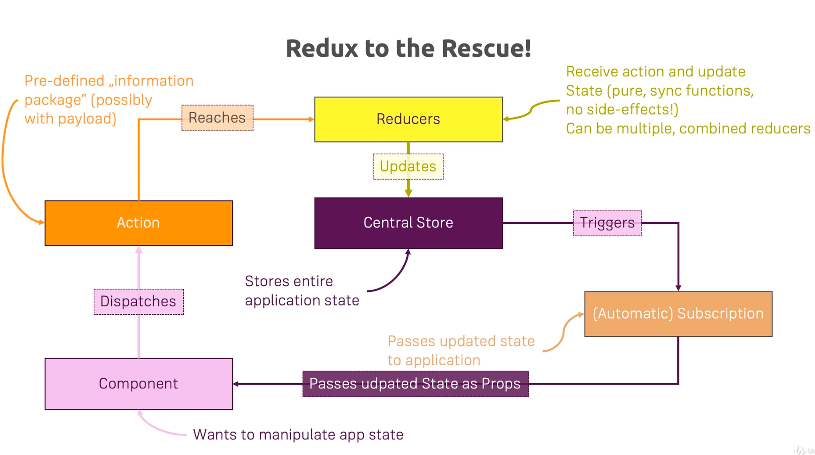 Redux to the Rescue!
Pre-defined „information
package" (possibly
with payload)
Reaches
Reducers
Receive action and update
State (pure, sync functions,
no side-effects!)
Can be multiple, combined reducers
Updates
Action
Central Store
Triggers
Stores entire
application state
Dispatches
(Automatic) Subscription
Passes updated state
to application
Component
Passes udpated State as Props
Wants to manipulate app state